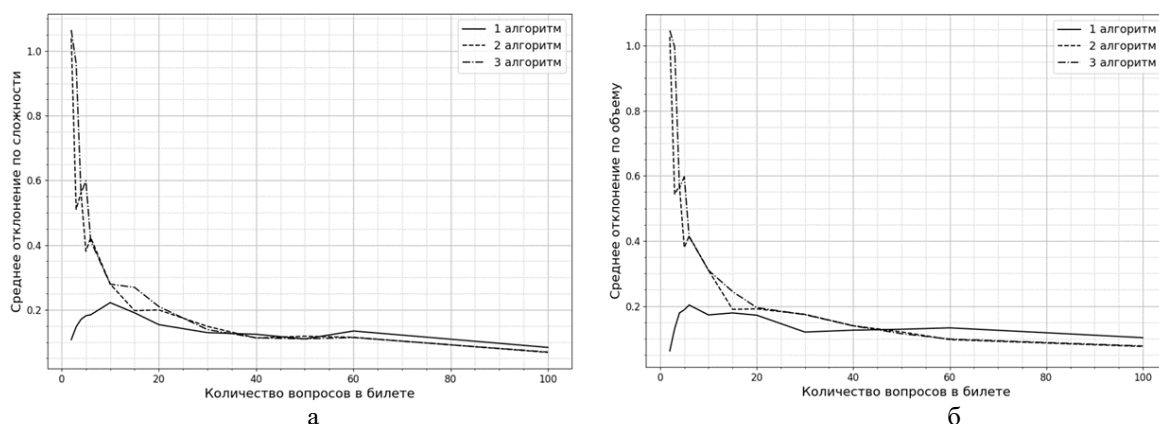 Среднее отклонение по сложности
1.0
0.8
0.6
0.4
0.2
0 20 40 60 80 100
Количество вопросов в билете
1 алгоритм
2 алгоритм
3 алгоритм
а
Среднее отклонение по объему
1.0
0.8
0.6
0.4
0.2
0 20 40 60 80 100
Количество вопросов в билете
1 алгоритм
2 алгоритм
3 алгоритм
б